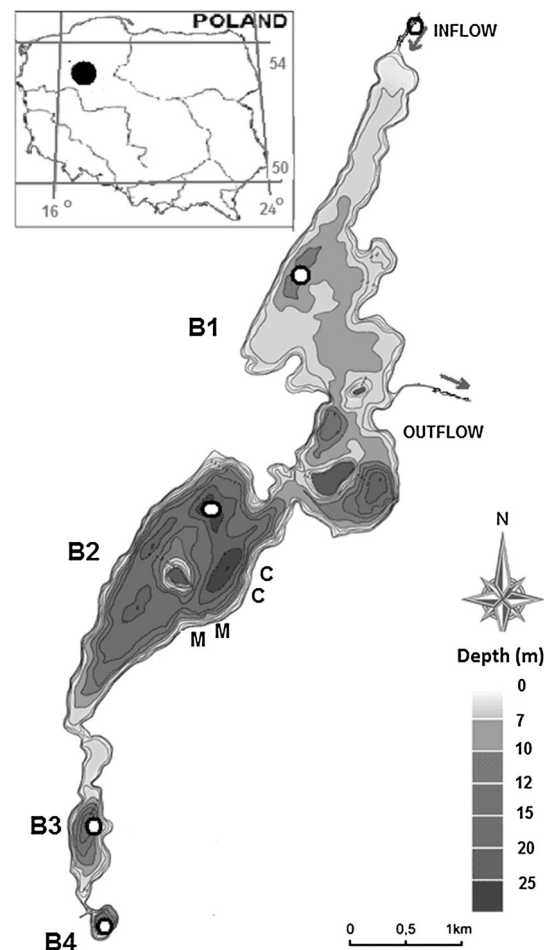 POLAND
54
50
16 °
24°
INFLOW
B1
OUTFLOW
B2
C
C
M
M
N
Depth (m)
0
7
10
12
15
20
25
B3
B4
0 0,5 1km